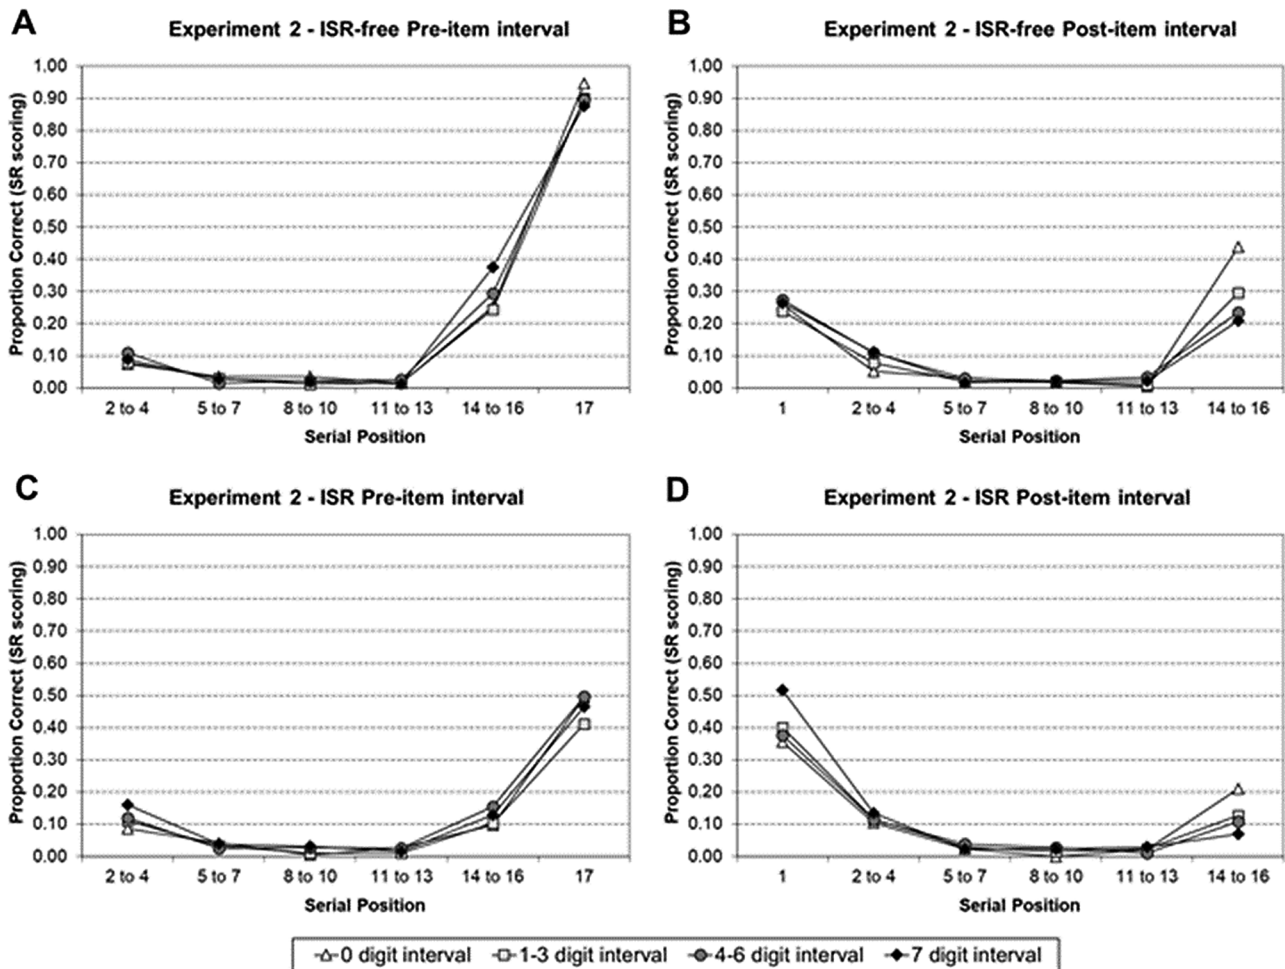 A
Experiment 2 - ISR-free Pre-item interval
Proportion Correct (SR scoring)
1.00
0.90
0.80
0.70
0.60
0.50
0.40
0.30
0.20
0.10
0.00
2 to 4 5 to 7 8 to 10 11 to 13 14 to 16 17
Serial Position
B
Experiment 2 - ISR-free Post-item interval
Proportion Correct (SR scoring)
1.00
0.90
0.80
0.70
0.60
0.50
0.40
0.30
0.20
0.10
0.00
1 2 to 4 5 to 7 8 to 10 11 to 13 14 to 16
Serial Position
C
Experiment 2 - ISR Pre-item interval
Proportion Correct (SR scoring)
1.00
0.90
0.80
0.70
0.60
0.50
0.40
0.30
0.20
0.10
0.00
2 to 4 5 to 7 8 to 10 11 to 13 14 to 16 17
Serial Position
D
Experiment 2 - ISR Post-item interval
Proportion Correct (SR scoring)
1.00
0.90
0.80
0.70
0.60
0.50
0.40
0.30
0.20
0.10
0.00
1 2 to 4 5 to 7 8 to 10 11 to 13 14 to 16
Serial Position
0 digit interval 1-3 digit interval 4-6 digit interval 7 digit interval